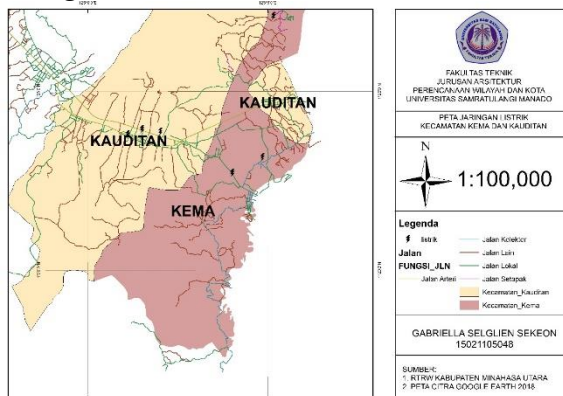 KAUDITAN
KAUDITAN
KEMA
FAKULTAS TEKNIK
JURUSAN ARSITEKTUR
PERENCANAAN WILAYAH DAN KOTA
UNIVERSITAS SAMRATULANGI MANADO
PETA JARINGAN LISTRIK
KECAMATAN KEMA DAN KAUDITAN
N
1:100,000
Legenda
listrik
Jalan
FUNGSI_JLN
Jalan Arteri
Jalan Kolektor
Jalan Lain
Jalan Lokal
Jalan Setapak
Kecamatan_Kauditan
Kecamatan_Kema
GABRIELLA SELGLIEN SEKEON
15021105048
SUMBER:
1. RTRW KABUPATEN MINAHASA UTARA
2. PETA CITRA GOOGLE EARTH 2018